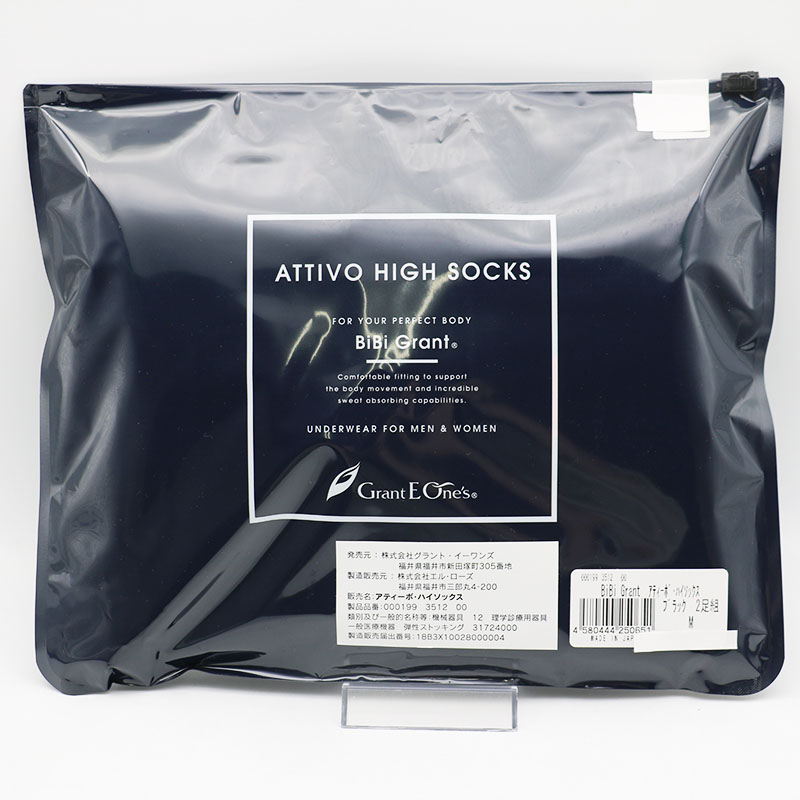 ATTIVO HIGH SOCKS
FOR YOUR PERFECT BODY
BiBi Grant®
Comfortable fitting to support
the body movement and incredible
sweat absorbing capabilities.
UNDERWEAR FOR MEN & WOMEN
Grant E One's®
発売元：株式会社グラント・イーワンズ
福井県福井市新田塚町305番地
製造販売元：株式会社エル・ローズ
福井県福井市三郎丸4-200
販売名：アティーボ・ハイソックス
製品品番：000199 3512 00
類別及び一般的名称等：機械器具 12 理学診療用器具
一般医療機器 弾性ストッキング 31724000
製造販売届出番号：18B3X10028000004
000199 3512 00
BiBi Grant アティーボ・ハイソックス
ブラック 2足組
M
4580444250651
MADE IN JAP